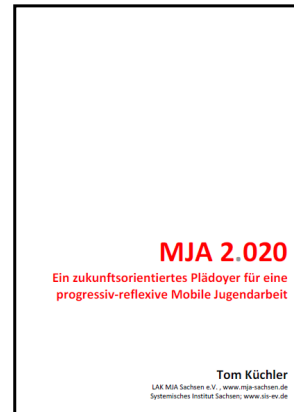 MJA 2.020
Ein zukunftsorientiertes Plädoyer für eine
progressiv-reflexive Mobile Jugendarbeit
Tom Küchler
LAK MJA Sachsen e.V. , www.mja-sachsen.de
Systemisches Institut Sachsen; www.sis-ev.de